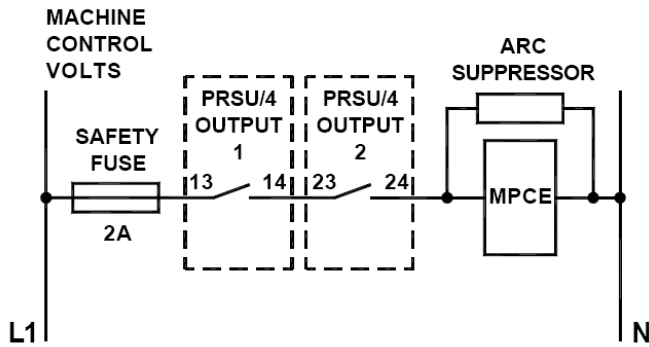 MACHINE
CONTROL
VOLTS
ARC
SUPPRESSOR
PRSU/4
OUTPUT
1
PRSU/4
OUTPUT
2
SAFETY
FUSE
13
14
23
24
MPCE
2A
L1
N